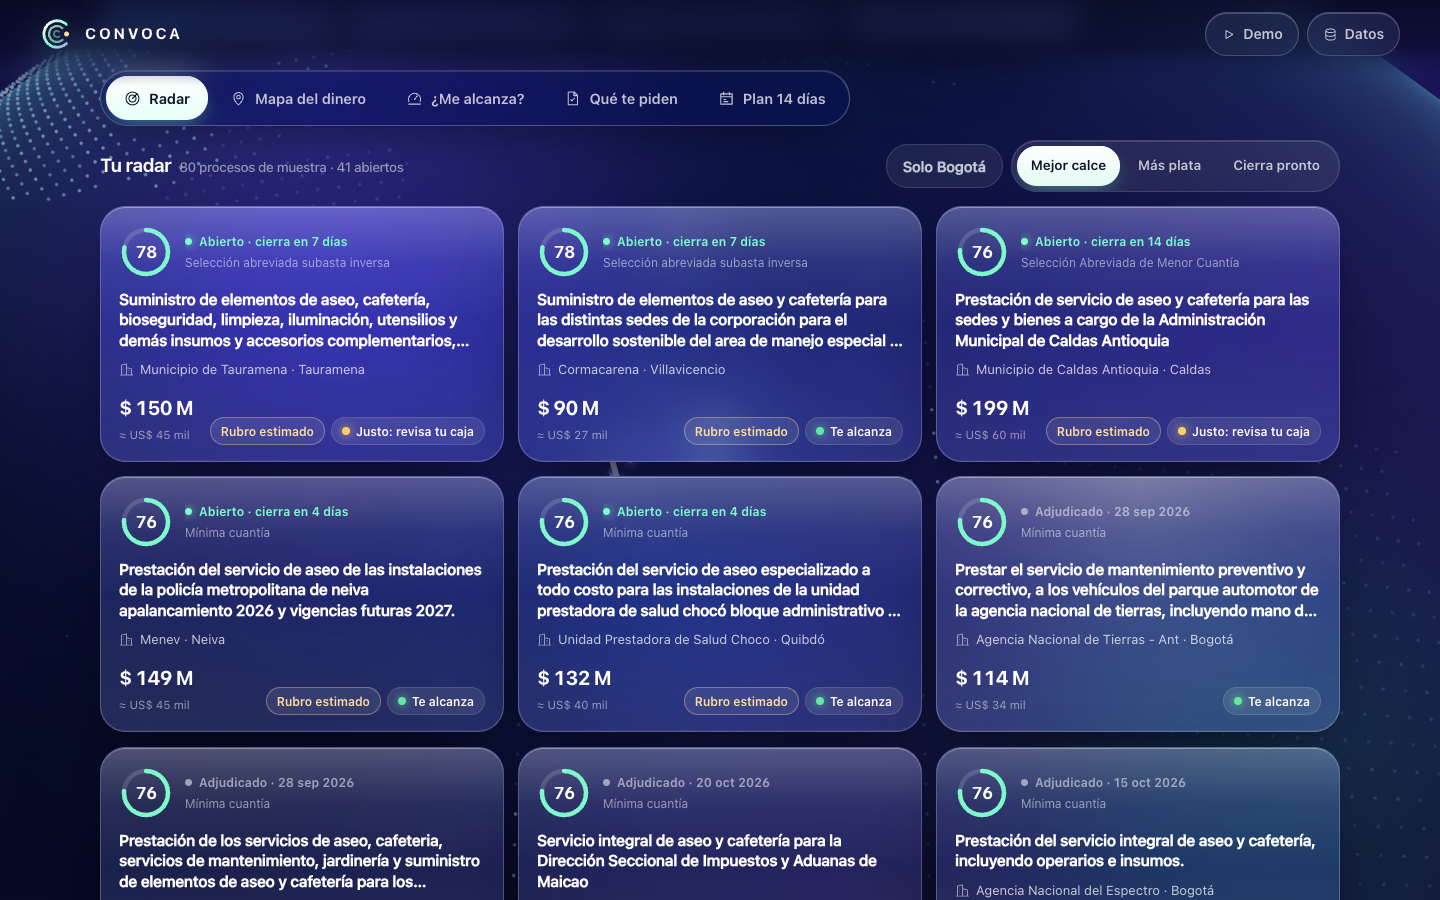 CONVOCA
Demo
Datos
Radar
Mapa del dinero
¿Me alcanza?
Qué te piden
Plan 14 días
Tu radar
80 procesos de muestra · 41 abiertos
Solo Bogotá
Mejor calce
Más plata
Cierra pronto
78
Abierto · cierra en 7 días
Selección abreviada subasta inversa
Suministro de elementos de aseo, cafetería,
bioseguridad, limpieza, iluminación, utensilios y
demás insumos y accesorios complementarios,...
Municipio de Tauramena · Tauramena
$ 150 M
≈ US$ 45 mil
Rubro estimado
Justo: revisa tu caja
78
Abierto · cierra en 7 días
Selección abreviada subasta inversa
Suministro de elementos de aseo y cafetería para
las distintas sedes de la corporación para el
desarrollo sostenible del area de manejo especial ...
Cormacarena · Villavicencio
$ 90 M
≈ US$ 27 mil
Rubro estimado
Te alcanza
76
Abierto · cierra en 14 días
Selección Abreviada de Menor Cuantía
Prestación de servicio de aseo y cafetería para las
sedes y bienes a cargo de la Administración
Municipal de Caldas Antioquia
Municipio de Caldas Antioquia · Caldas
$ 199 M
≈ US$ 60 mil
Rubro estimado
Justo: revisa tu caja
76
Abierto · cierra en 4 días
Mínima cuantía
Prestación del servicio de aseo de las instalaciones
de la policía metropolitana de neiva
apalancamiento 2026 y vigencias futuras 2027.
Menev · Neiva
$ 149 M
≈ US$ 45 mil
Rubro estimado
Te alcanza
76
Abierto · cierra en 4 días
Mínima cuantía
Prestación del servicio de aseo especializado a
todo costo para las instalaciones de la unidad
prestadora de salud chocó bloque administrativo ...
Unidad Prestadora de Salud Choco · Quibdó
$ 132 M
≈ US$ 40 mil
Rubro estimado
Te alcanza
76
Adjudicado · 28 sep 2026
Mínima cuantía
Prestar el servicio de mantenimiento preventivo y
correctivo, a los vehículos del parque automotor de
la agencia nacional de tierras, incluyendo mano d...
Agencia Nacional de Tierras - Ant · Bogotá
$ 114 M
≈ US$ 34 mil
Te alcanza
76
Adjudicado · 28 sep 2026
Mínima cuantía
Prestación de los servicios de aseo, cafeteria,
servicios de mantenimiento, jardinería y suministro
de elementos de aseo y cafetería para los...
76
Adjudicado · 20 oct 2026
Mínima cuantía
Servicio integral de aseo y cafetería para la
Dirección Seccional de Impuestos y Aduanas de
Maicao
76
Adjudicado · 15 oct 2026
Mínima cuantía
Prestación del servicio integral de aseo y cafetería,
incluyendo operarios e insumos.
Agencia Nacional del Espectro · Bogotá